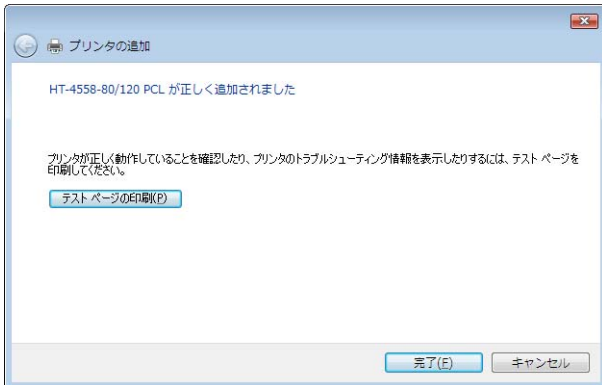 プリンタの追加
HT-4558-80/120 PCL が正しく追加されました
プリンタが正しく動作していることを確認したり、プリンタのトラブルシューティング情報を表示したりするには、テスト ページを
印刷してください。
テスト ページの印刷(P)
完了(F)
キャンセル